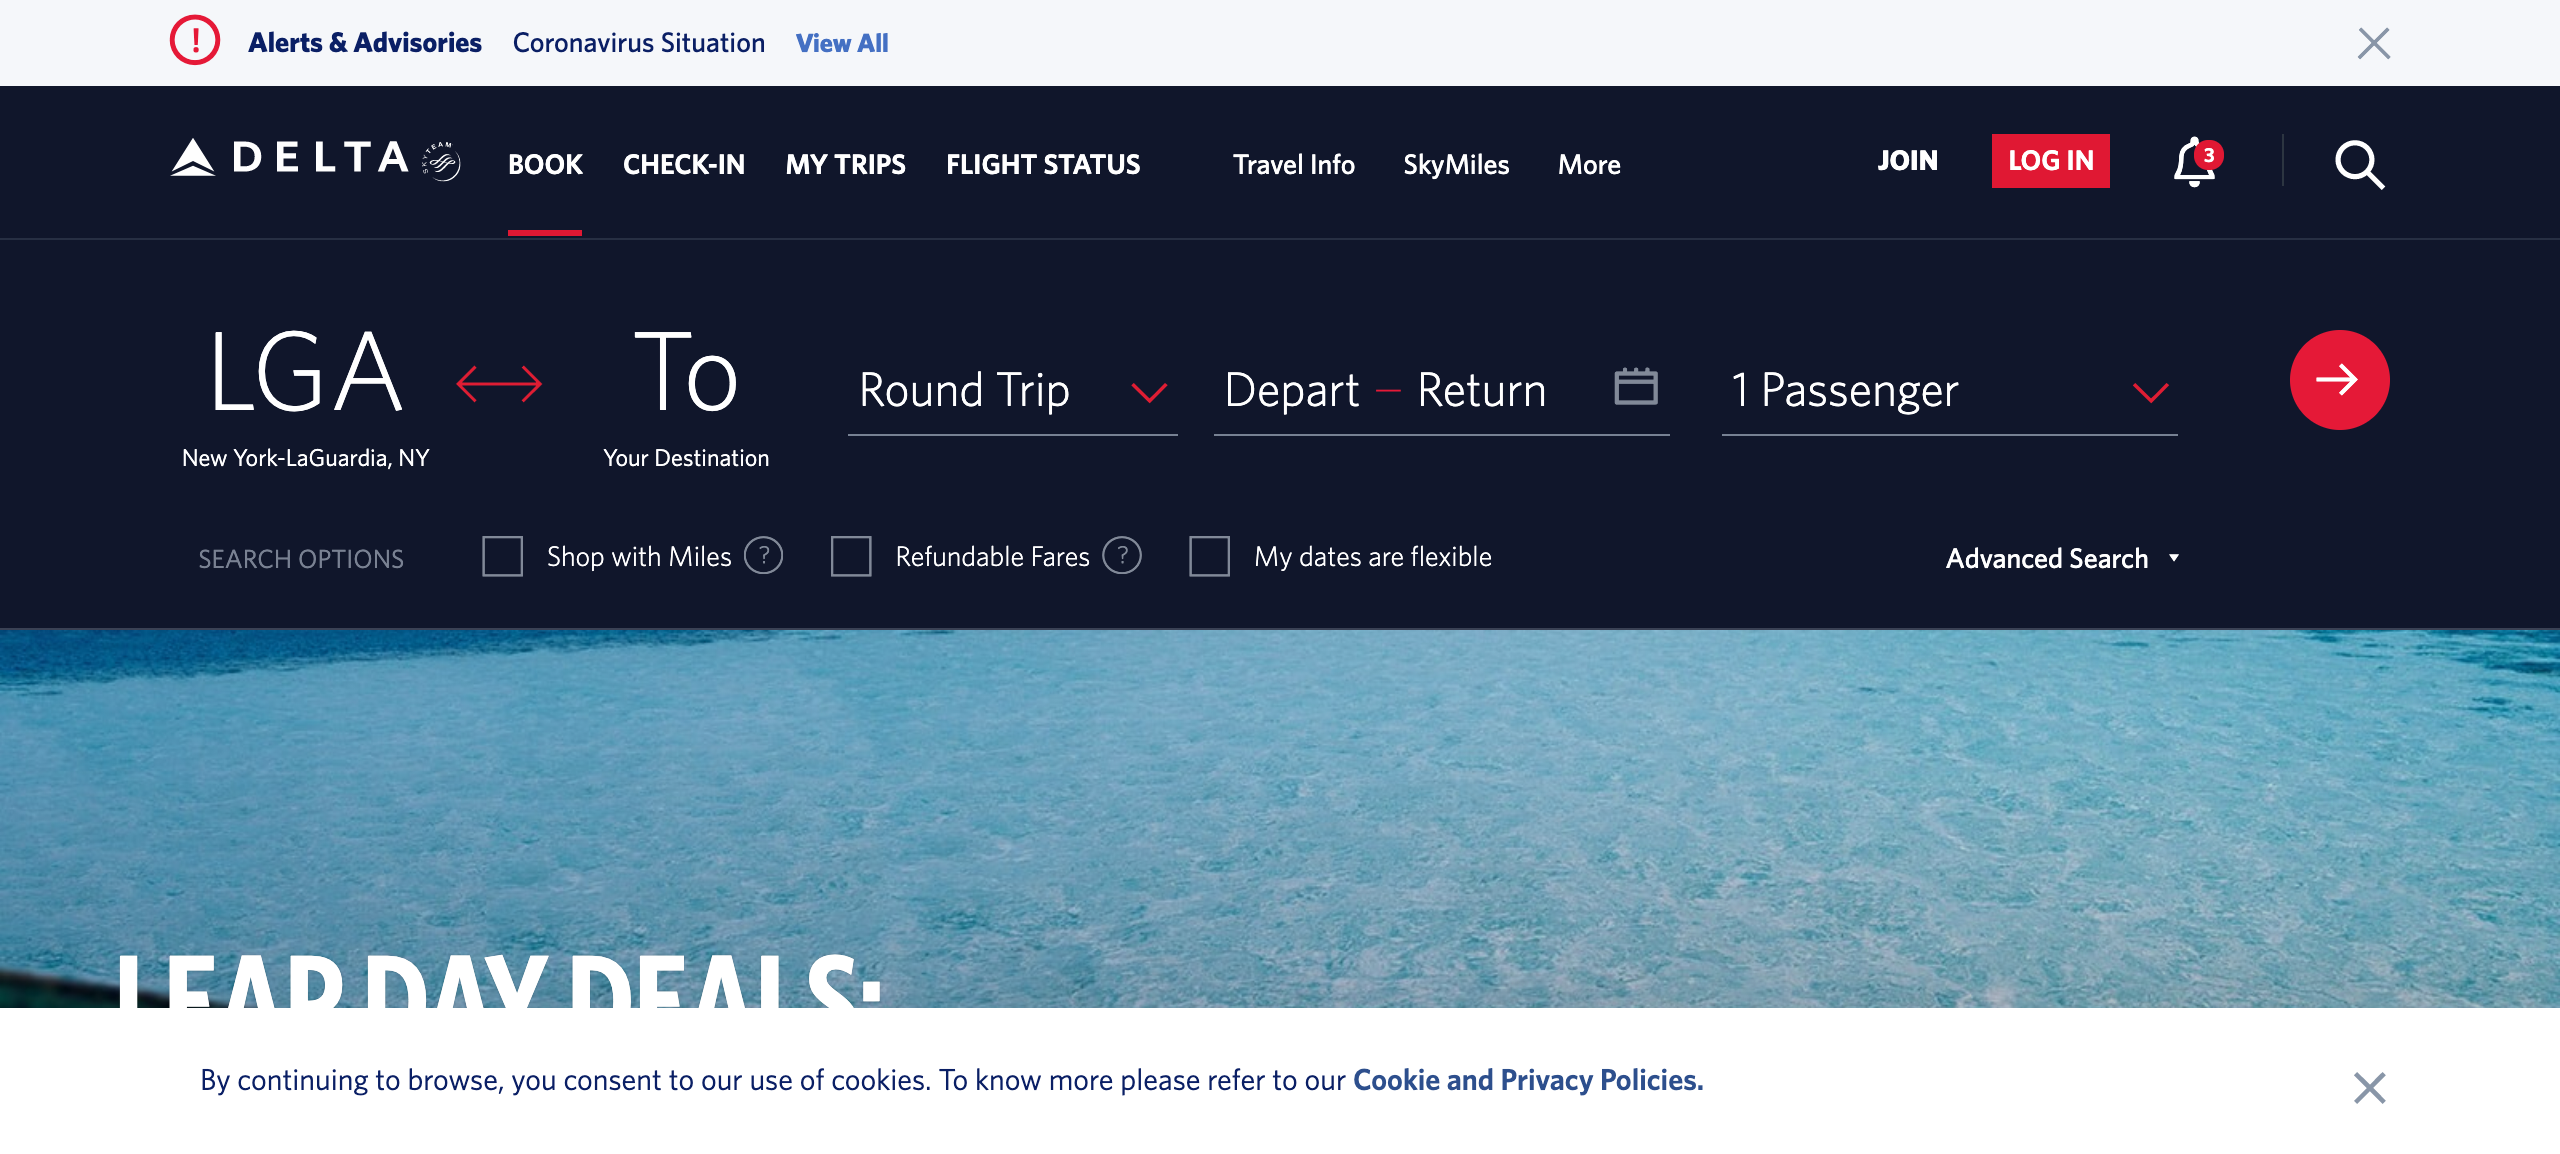 ! Alerts & Advisories Coronavirus Situation View All
DELTA SKYTEAM BOOK CHECK-IN MY TRIPS FLIGHT STATUS Travel Info SkyMiles More JOIN LOG IN 3
LGA To Round Trip Depart – Return 1 Passenger
New York-LaGuardia, NY Your Destination
SEARCH OPTIONS Shop with Miles ? Refundable Fares ? My dates are flexible Advanced Search
LEAP DAY DEALS:
By continuing to browse, you consent to our use of cookies. To know more please refer to our Cookie and Privacy Policies.